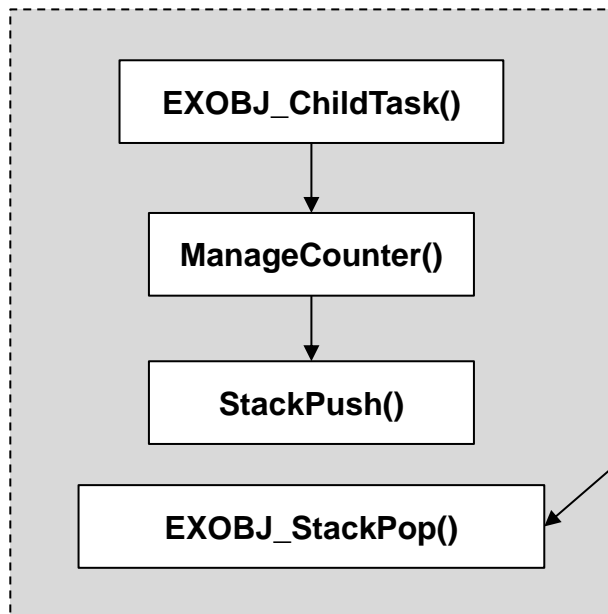 EXOBJ_ChildTask()
ManageCounter()
StackPush()
EXOBJ_StackPop()